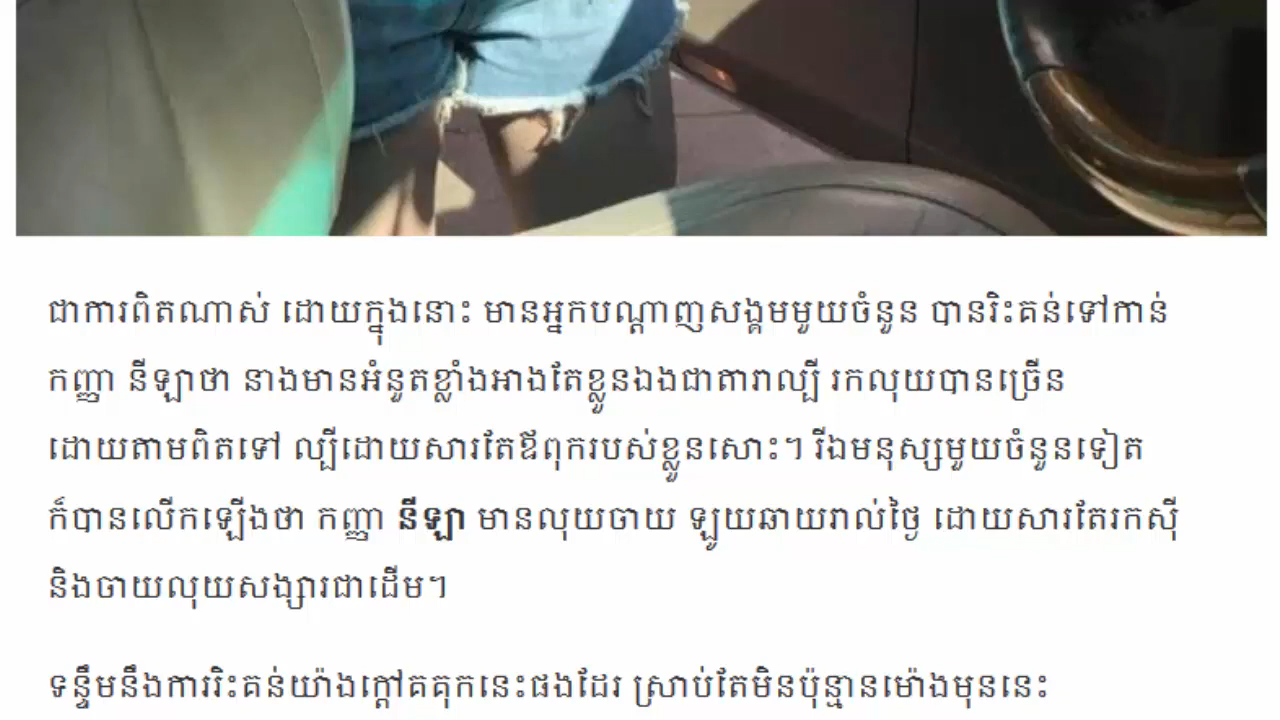 ជាការពិតណាស់ ដោយក្នុងនោះ មានអ្នកបណ្តាញសង្គមមួយចំនួន បានរិះគន់ទៅកាន់
កញ្ញា នីឡាថា នាងមានអំនួតខ្លាំងអាងតែខ្លួនឯងជាតារាល្បី រកលុយបានច្រើន
ដោយតាមពិតទៅ ល្បីដោយសារតែឪពុករបស់ខ្លួនសោះ។ រីឯមនុស្សមួយចំនួនទៀត
ក៏បានលើកឡើងថា កញ្ញា នីឡា មានលុយចាយ ឡូយឆាយរាល់ថ្ងៃ ដោយសារតែរកស៊ី
និងចាយលុយសង្សារជាដើម។
ទន្ទឹមនឹងការរិះគន់យ៉ាងក្តៅគគុកនេះផងដែរ ស្រាប់តែមិនប៉ុន្មានម៉ោងមុននេះ